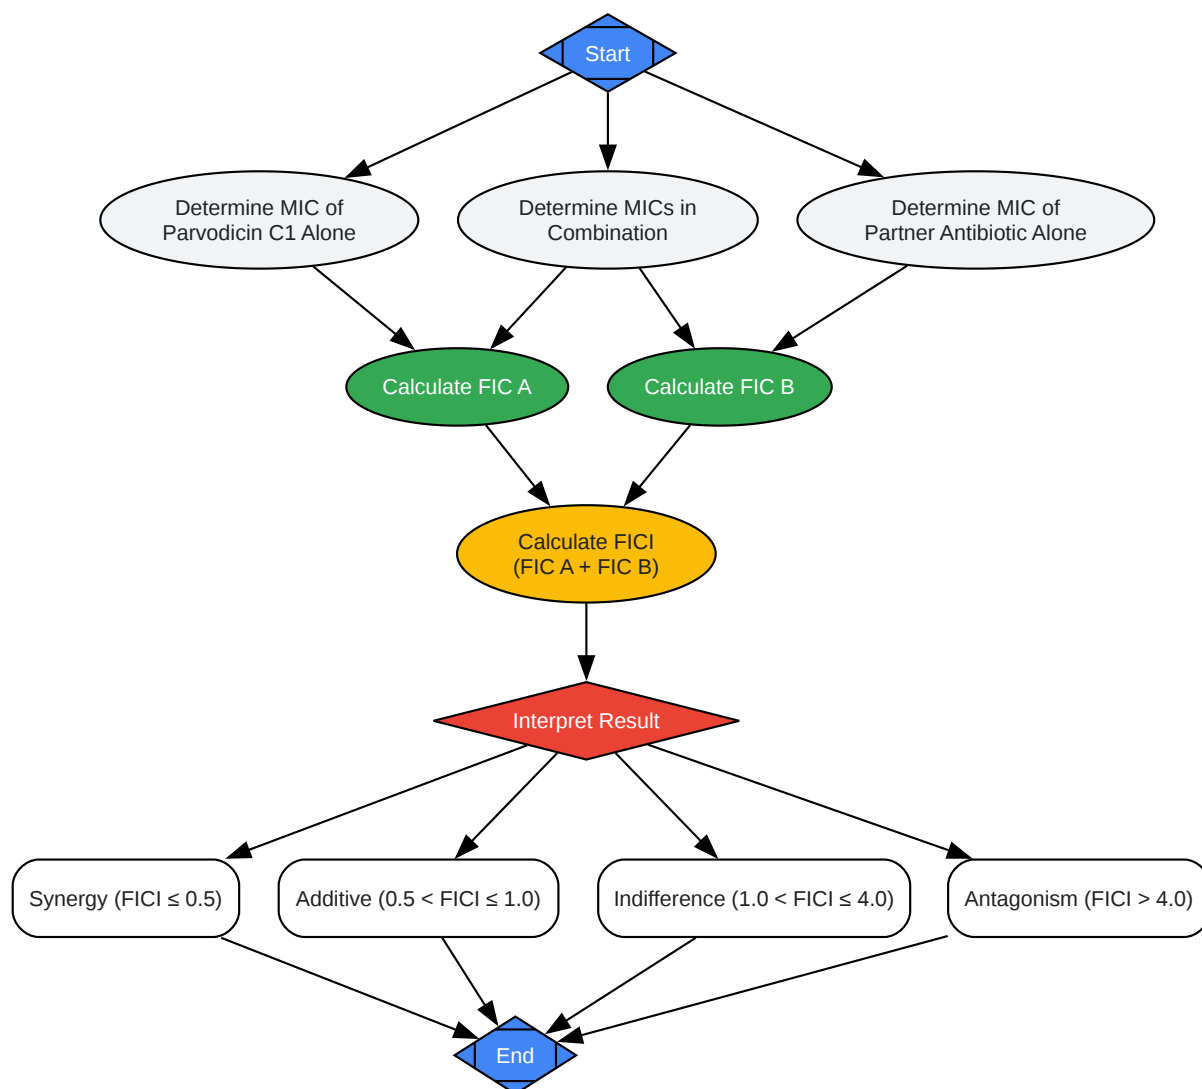 Start
Determine MIC of
Parvodicin C1 Alone
Determine MICs in
Combination
Determine MIC of
Partner Antibiotic Alone
Calculate FIC A
Calculate FIC B
Calculate FICI
(FIC A + FIC B)
Interpret Result
Synergy (FICI ≤ 0.5)
Additive (0.5 < FICI ≤ 1.0)
Indifference (1.0 < FICI ≤ 4.0)
Antagonism (FICI > 4.0)
End